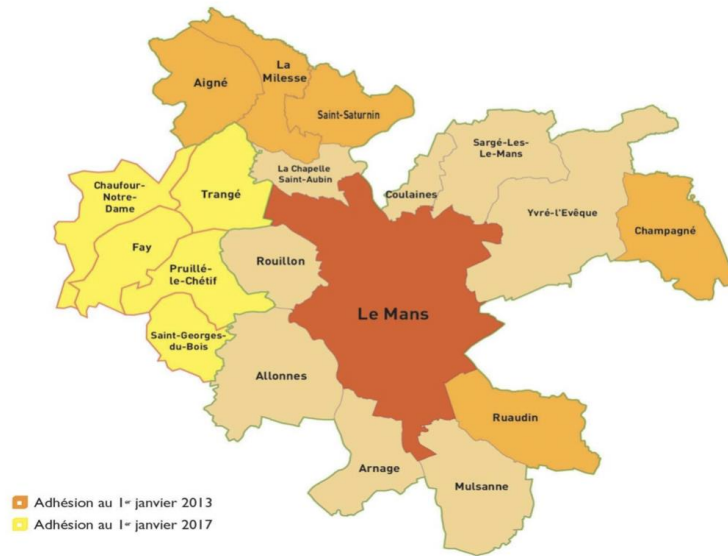 La
Milesse
Aigné
Saint-Saturnin
Sargé-Les-
Le-Mans
La Chapelle
Saint-Aubin
Chaufour-
Notre-
Dame
Trangé
Coulaines
Yvré-l'Evêque
Champagné
Fay
Rouillon
Pruillé-
le-Chétif
Le Mans
Saint-Georges-
du-Bois
Allonnes
Ruaudin
Arnage
Mulsanne
Adhésion au 1er janvier 2013
Adhésion au 1er janvier 2017